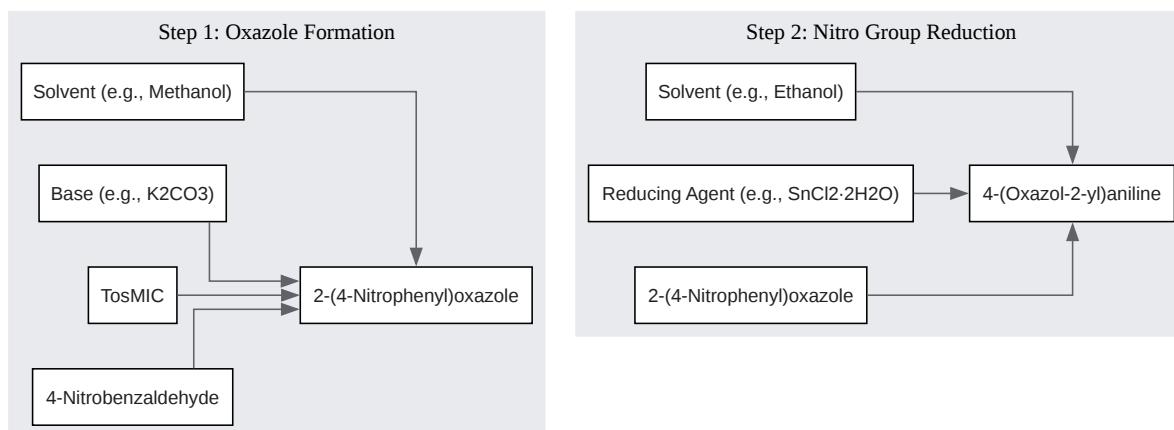 Step 1: Oxazole Formation
Solvent (e.g., Methanol)
Base (e.g., K2CO3)
TosMIC
2-(4-Nitrophenyl)oxazole
4-Nitrobenzaldehyde
Step 2: Nitro Group Reduction
Solvent (e.g., Ethanol)
Reducing Agent (e.g., SnCl2·2H2O)
4-(Oxazol-2-yl)aniline
2-(4-Nitrophenyl)oxazole